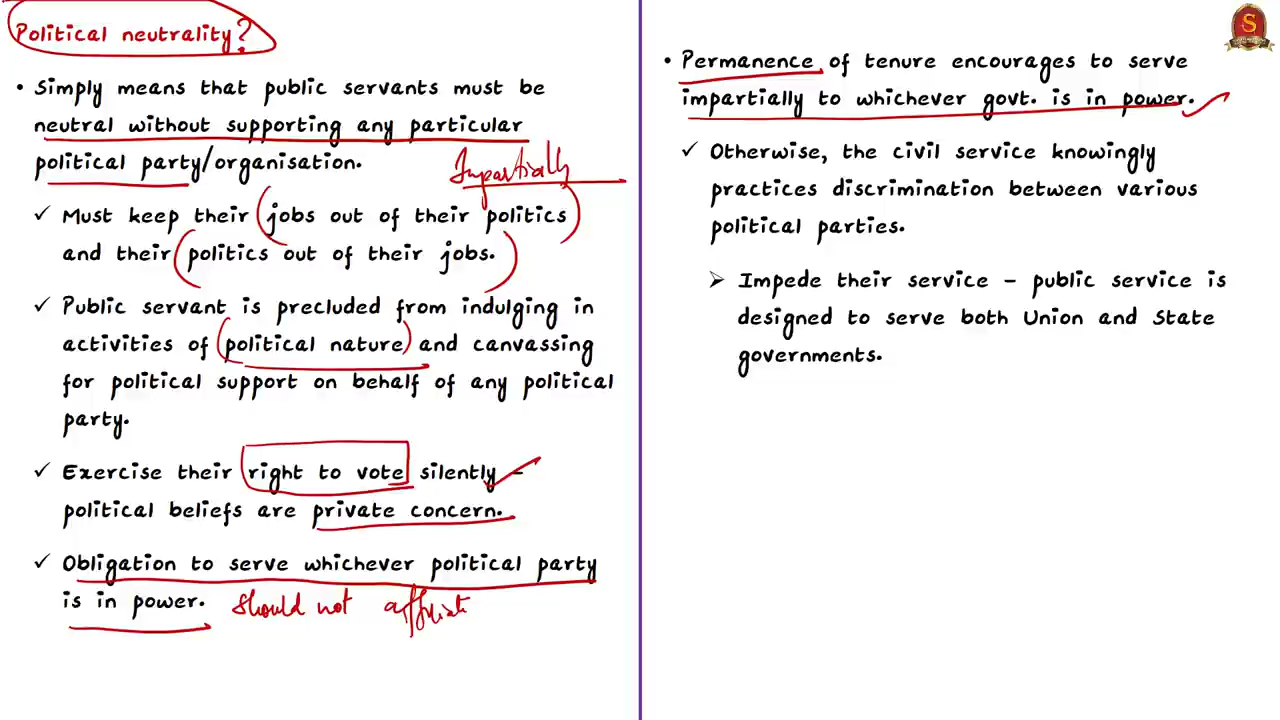 Political neutrality?
• Simply means that public servants must be
neutral without supporting any particular
political party/organisation.
Impartially
✓ Must keep their jobs out of their politics
and their politics out of their jobs.
✓ Public servant is precluded from indulging in
activities of political nature and canvassing
for political support on behalf of any political
party.
✓ Exercise their right to vote silently –
political beliefs are private concern.
✓ Obligation to serve whichever political party
is in power. Should not
• Permanence of tenure encourages to serve
impartially to whichever govt. is in power.
✓ Otherwise, the civil service knowingly
practices discrimination between various
political parties.
➢ Impede their service – public service is
designed to serve both Union and State
governments.
S